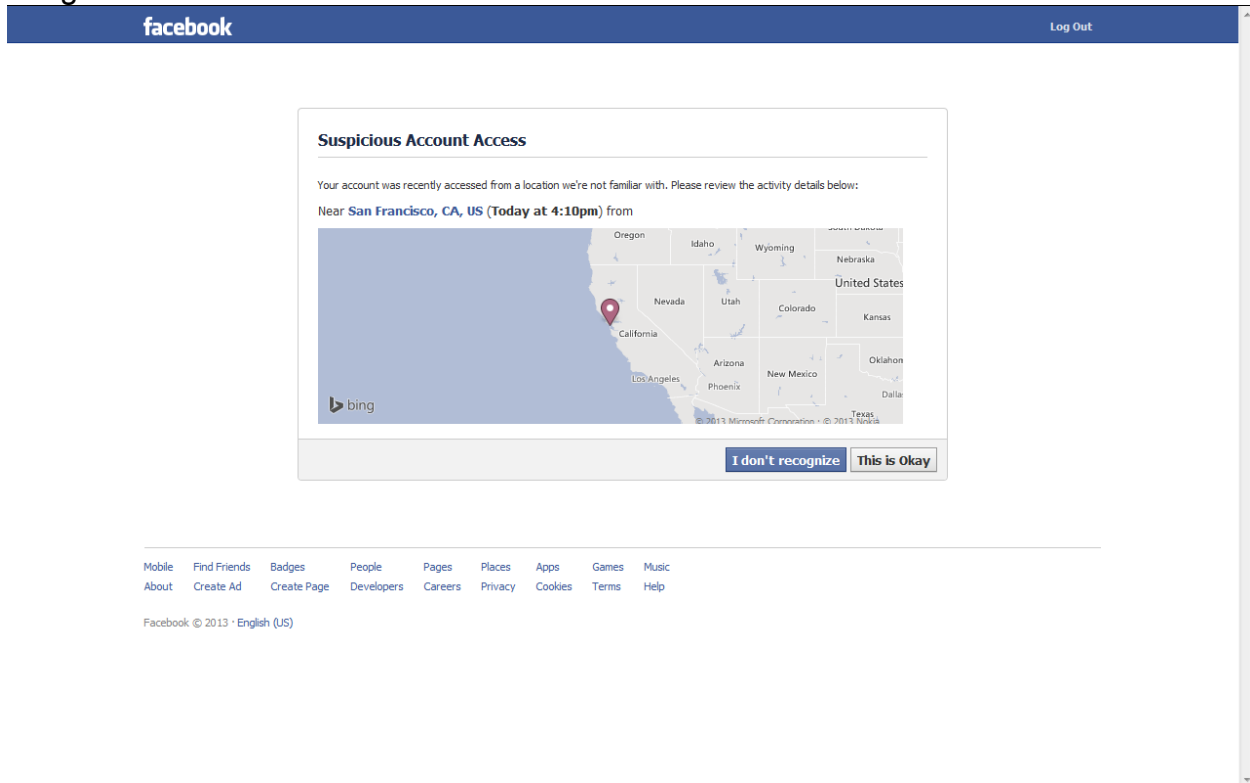 facebook Log Out
Suspicious Account Access
Your account was recently accessed from a location we're not familiar with. Please review the activity details below:
Near San Francisco, CA, US (Today at 4:10pm) from
Oregon
Idaho
Wyoming
Nebraska
United States
Nevada
Utah
Colorado
Kansas
California
Arizona
New Mexico
Oklahom
Los Angeles
Phoenix
Dallas
Texas
bing
© 2013 Microsoft Corporation · © 2013 Nokia
I don't recognize This is Okay
Mobile Find Friends Badges People Pages Places Apps Games Music
About Create Ad Create Page Developers Careers Privacy Cookies Terms Help
Facebook © 2013 · English (US)